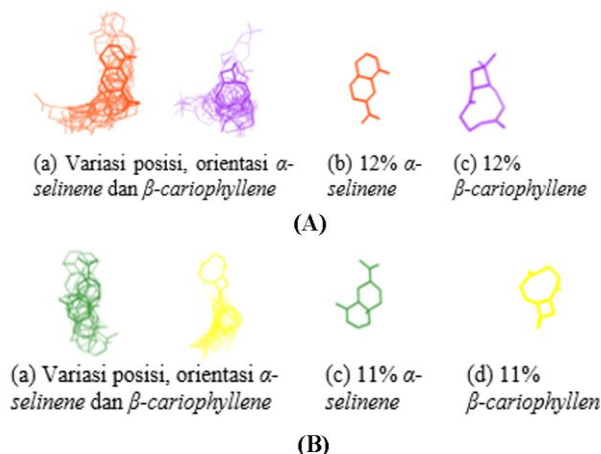 (a) Variasi posisi, orientasi α-
selinene dan β-cariophyllene
(b) 12% α-
selinene
(c) 12%
β-cariophyllene
(A)
(a) Variasi posisi, orientasi α-
selinene dan β-cariophyllene
(c) 11% α-
selinene
(d) 11%
β-cariophyllen
(B)